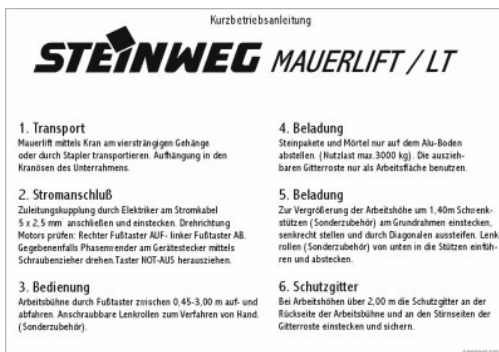 Kurzbetriebsanleitung
STEINWEG MAUERLIFT / LT
1. Transport
Mauerlift mittels Kran am viersträngigen Gehänge
oder durch Stapler transportieren. Aufhängung in den
Kranösen des Unterrahmens.
2. Stromanschluß
Zuleitungskupplung durch Elektriker am Stromkabel
5 x 2,5 mm anschließen und einstecken. Drehrichtung
Motors prüfen: Rechter Fußtaster AUF- linker Fußtaster AB.
Gegebenenfalls Phasenwender am Gerätestecker mittels
Schraubenzieher drehen. Taster NOT-AUS herausziehen.
3. Bedienung
Arbeitsbühne durch Fußtaster zwischen 0,45-3,00 m auf- und
abfahren. Anschraubbare Lenkrollen zum Verfahren von Hand.
(Sonderzubehör).
4. Beladung
Steinpakete und Mörtel nur auf dem Alu-Boden
abstellen. (Nutzlast max.3000 kg). Die auszieh-
baren Gitterroste nur als Arbeitsfläche benutzen.
5. Beladung
Zur Vergrößerung der Arbeitshöhe um 1,40m Schwenk-
stützen (Sonderzubehör) am Grundrahmen einstecken,
senkrecht stellen und durch Diagonalen aussteifen. Lenk-
rollen (Sonderzubehör) von unten in die Stützen einfüh-
ren und abstecken.
6. Schutzgitter
Bei Arbeitshöhen über 2,00 m die Schutzgitter an der
Rückseite der Arbeitsbühne und an den Stirnseiten der
Gitterroste einstecken und sichern.